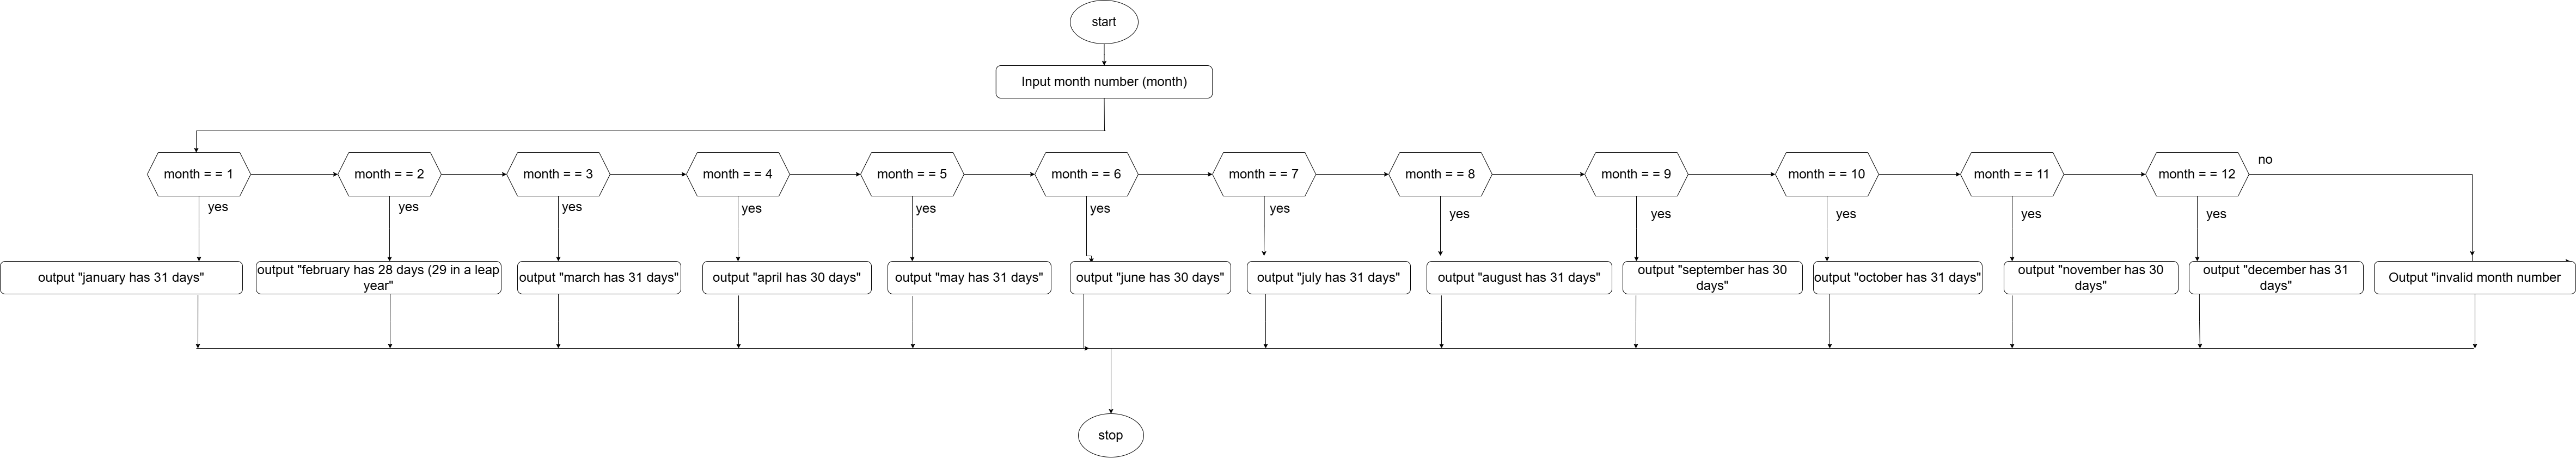 start
Input month number (month)
no
month = = 1
month = = 2
month = = 3
month = = 4
month = = 5
month = = 6
month = = 7
month = = 8
month = = 9
month = = 10
month = = 11
month = = 12
yes
yes
yes
yes
yes
yes
yes
yes
yes
yes
yes
yes
output "january has 31 days"
output "february has 28 days (29 in a leap
year"
output "march has 31 days"
output "april has 30 days"
output "may has 31 days"
output "june has 30 days"
output "july has 31 days"
output "august has 31 days"
output "september has 30
days"
output "october has 31 days"
output "november has 30
days"
output "december has 31
days"
Output "invalid month number
stop